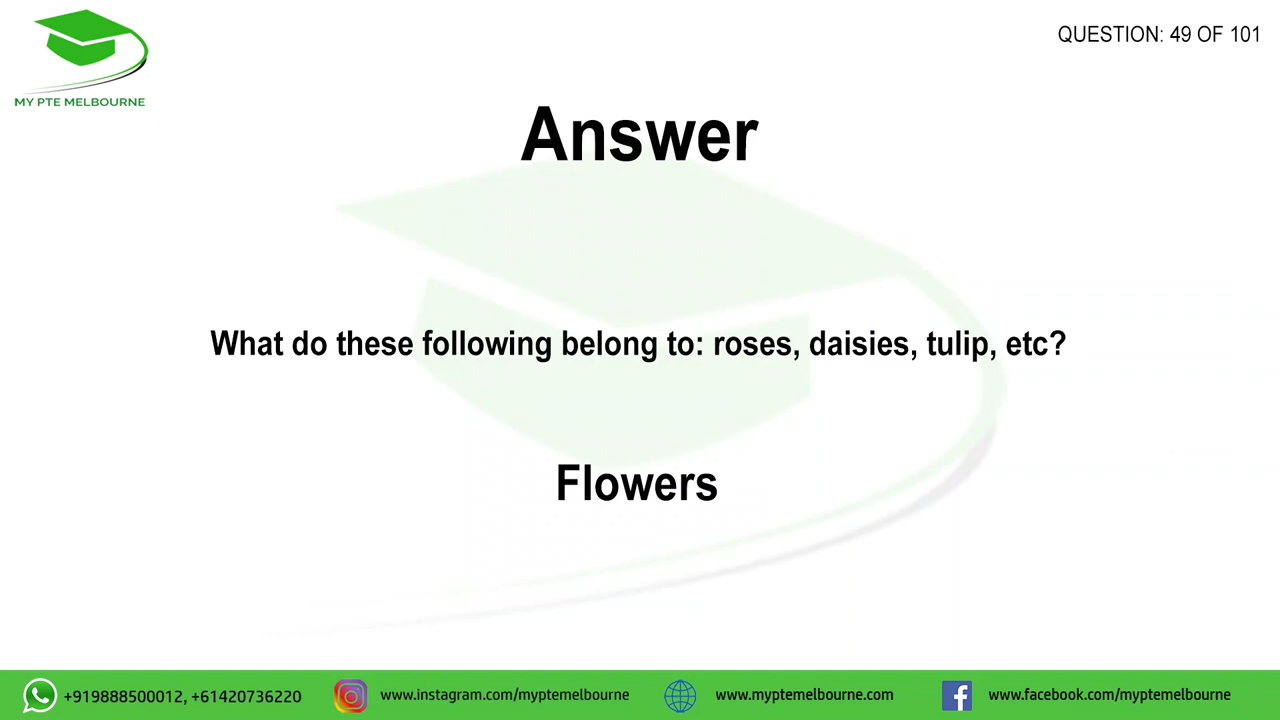 MY PTE MELBOURNE
QUESTION: 49 OF 101
Answer
What do these following belong to: roses, daisies, tulip, etc?
Flowers
+919888500012, +61420736220
www.instagram.com/myptemelbourne
www.myptemelbourne.com
www.facebook.com/myptemelbourne